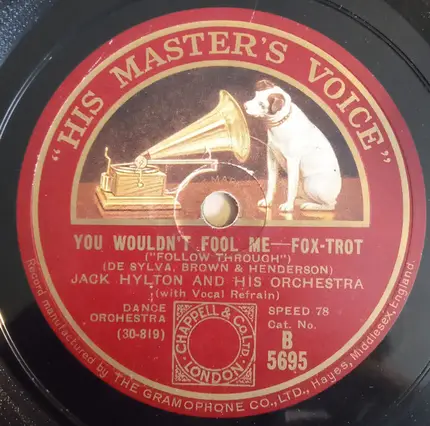 "HIS MASTER'S VOICE"
YOU WOULDN'T FOOL ME—FOX-TROT
("FOLLOW THROUGH")
(DE SYLVA, BROWN & HENDERSON)
JACK HYLTON AND HIS ORCHESTRA
(with Vocal Refrain)
DANCE
ORCHESTRA
(30-819)
CHAPPELL & Co. LTD
LONDON
SPEED 78
Cat. No.
B
5695
Record manufactured by THE GRAMOPHONE CO., LTD., Hayes, Middlesex, England.